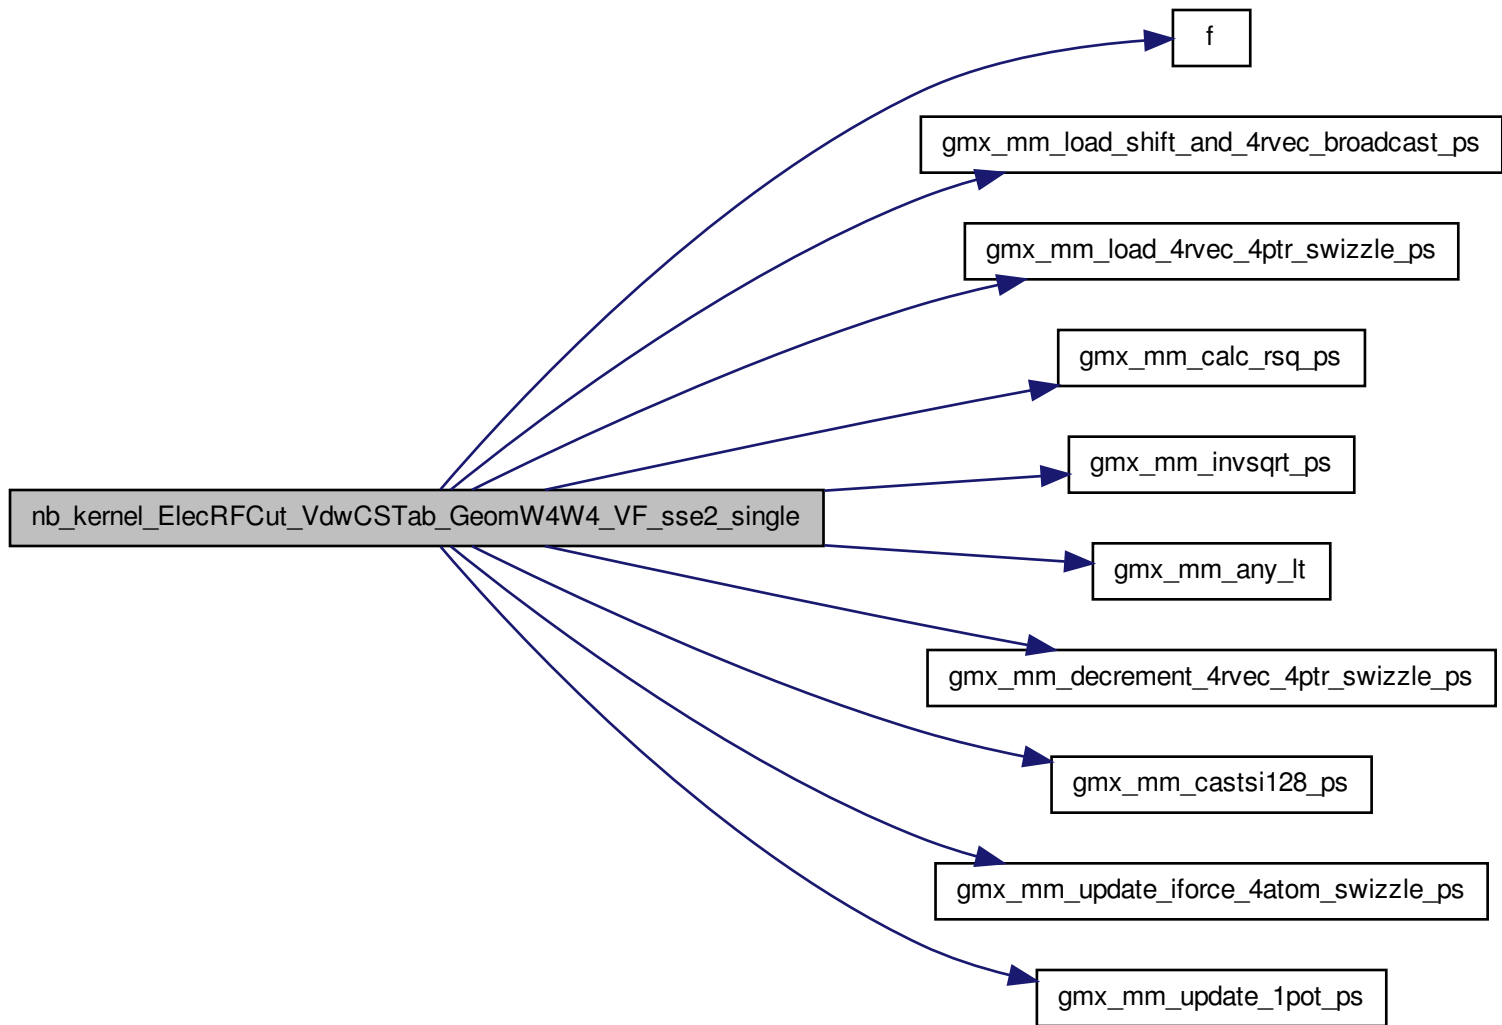 f
gmx_mm_load_shift_and_4rvec_broadcast_ps
gmx_mm_load_4rvec_4ptr_swizzle_ps
gmx_mm_calc_rsq_ps
gmx_mm_invsqrt_ps
nb_kernel_ElecRFCut_VdwCSTab_GeomW4W4_VF_sse2_single
gmx_mm_any_lt
gmx_mm_decrement_4rvec_4ptr_swizzle_ps
gmx_mm_castsi128_ps
gmx_mm_update_iforce_4atom_swizzle_ps
gmx_mm_update_1pot_ps